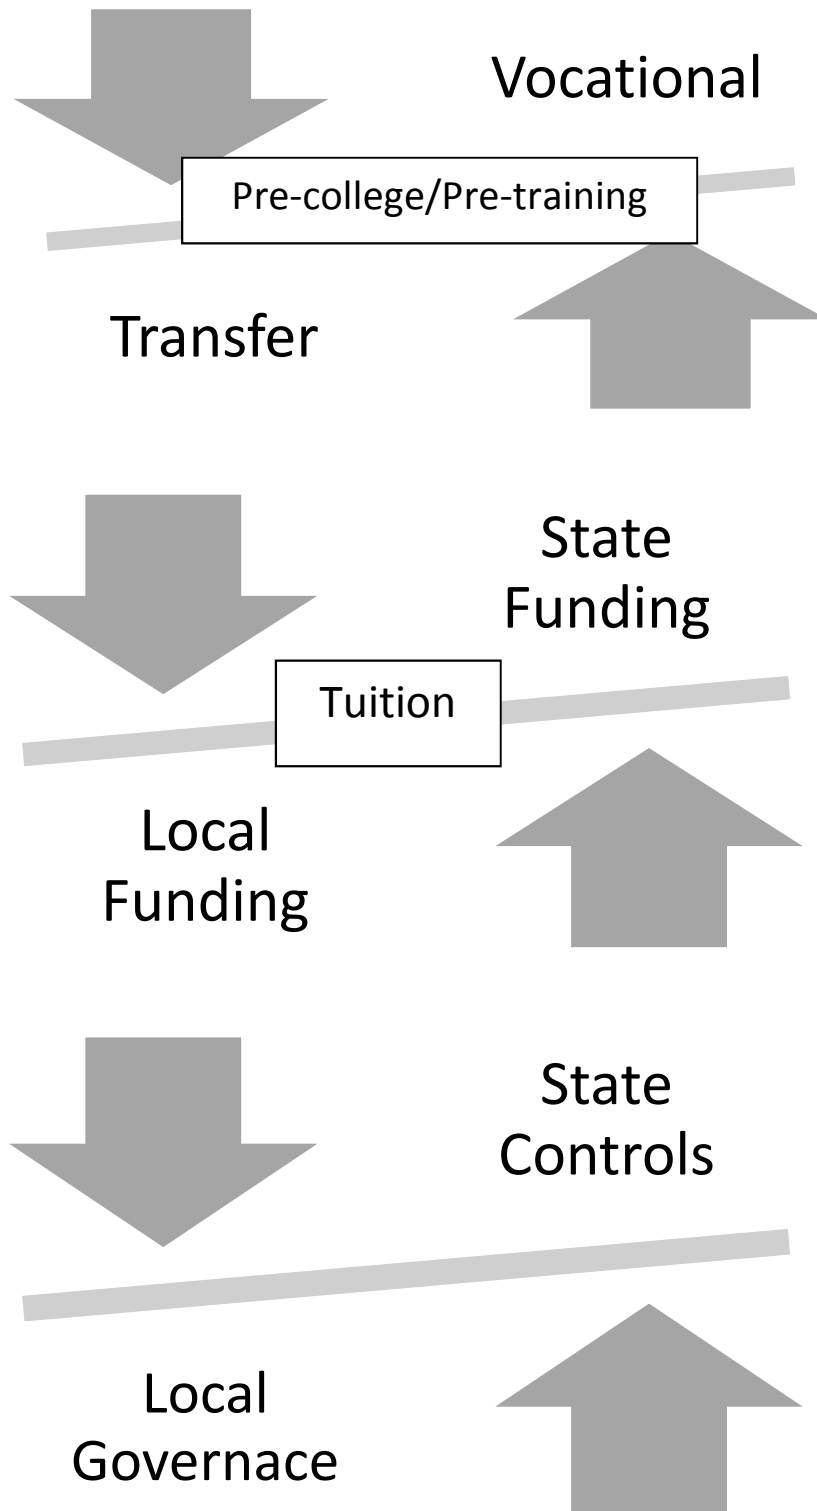 Vocational
Pre-college/Pre-training
Transfer
State
Funding
Tuition
Local
Funding
State
Controls
Local
Governace